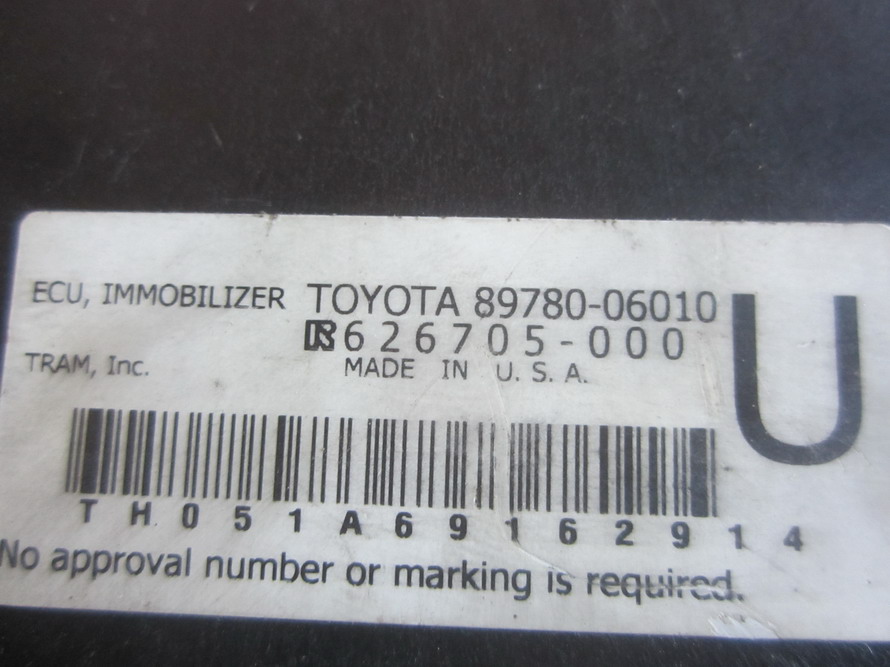 ECU, IMMOBILIZER TOYOTA 89780-06010
626705-000
TRAM, Inc.
MADE IN U.S.A.
U
TH051A69162914
No approval number or marking is required.